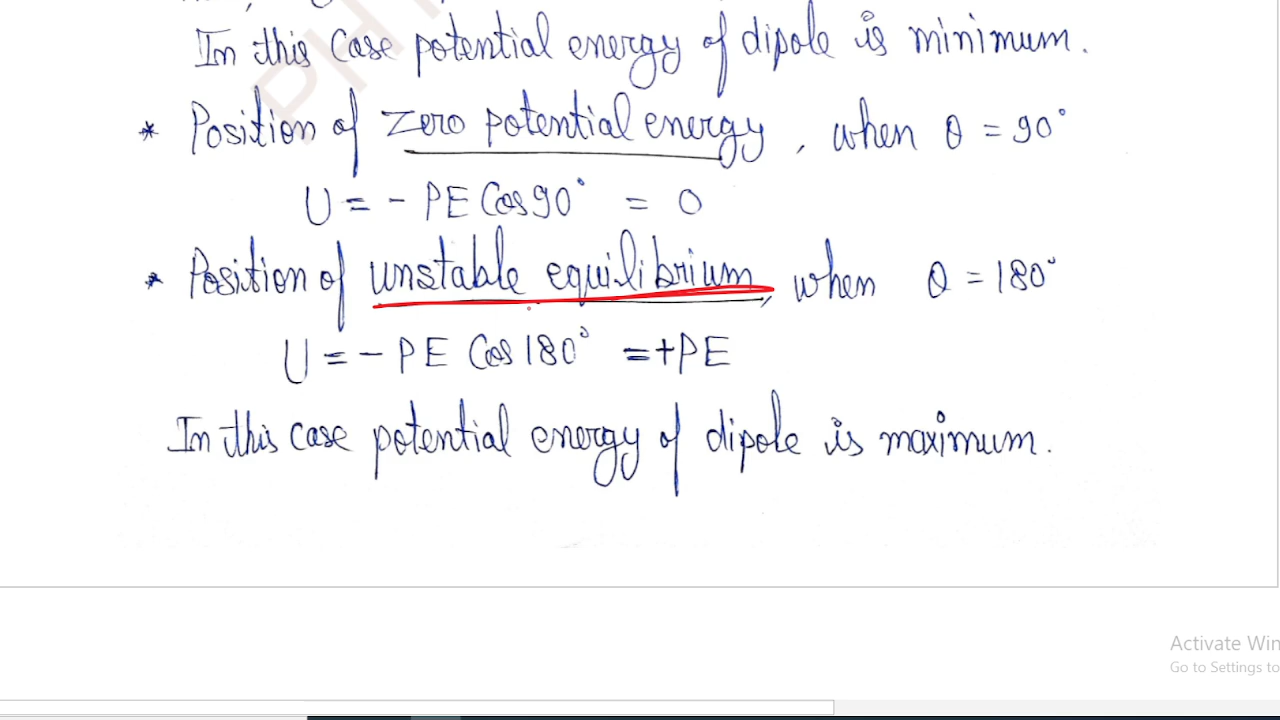 In this case potential energy of dipole is minimum.
* Position of zero potential energy, when θ = 90°
U = - PE Cos 90° = 0
* Position of unstable equilibrium, when θ = 180°
U = - PE Cos 180° = +PE
In this case potential energy of dipole is maximum.
Activate Win
Go to Settings to